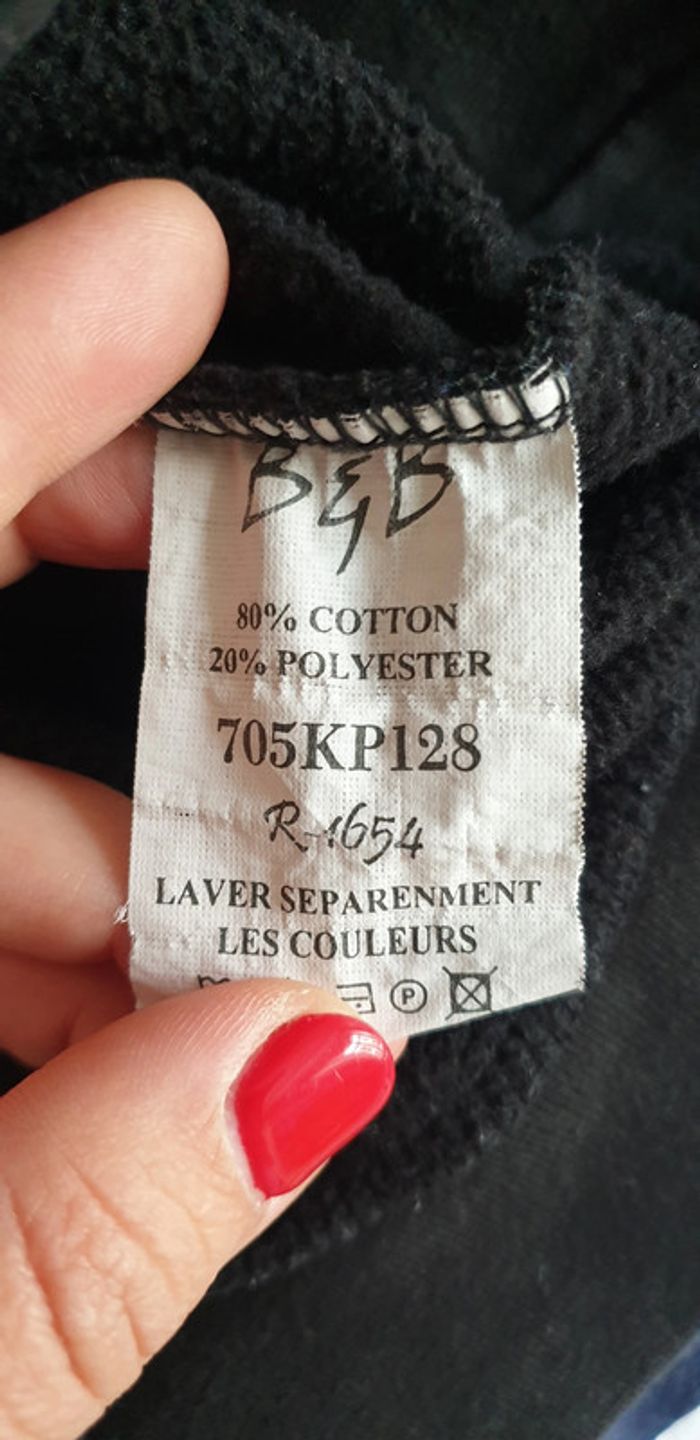 B&B
80% COTTON
20% POLYESTER
705KP128
R-1654
LAVER SEPARENMENT
LES COULEURS
P